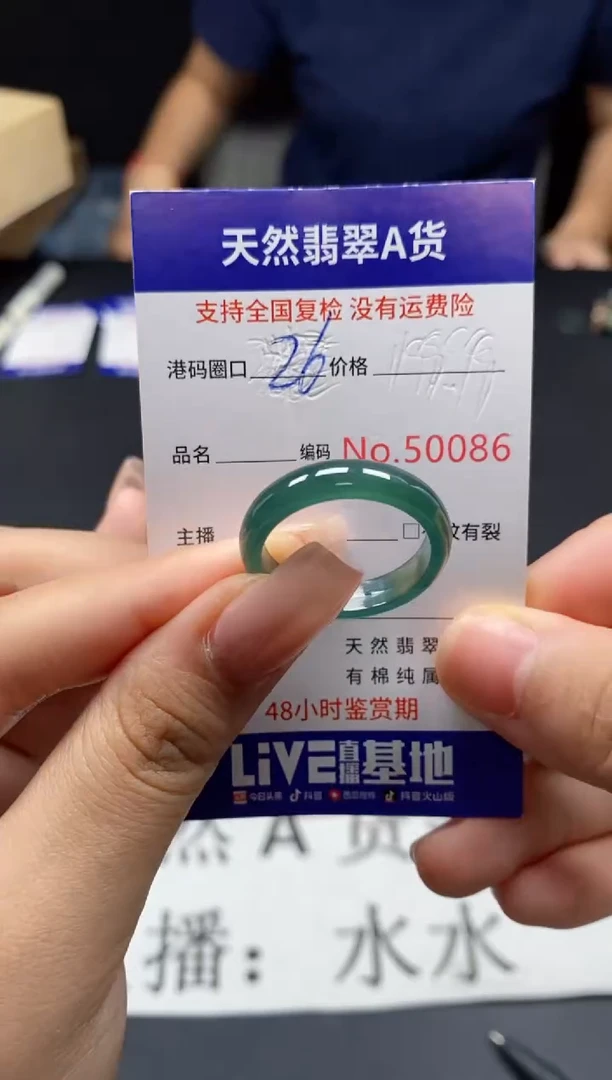 天然翡翠A货
支持全国复检 没有运费险
港码圈口 26 价格
品名 编码 No.50086
主播 □ 纹有裂
天然翡翠
有棉纯属
48小时鉴赏期
LiVE直播基地
今日头条 抖音 西瓜视频 抖音火山版
然A货
播：水水